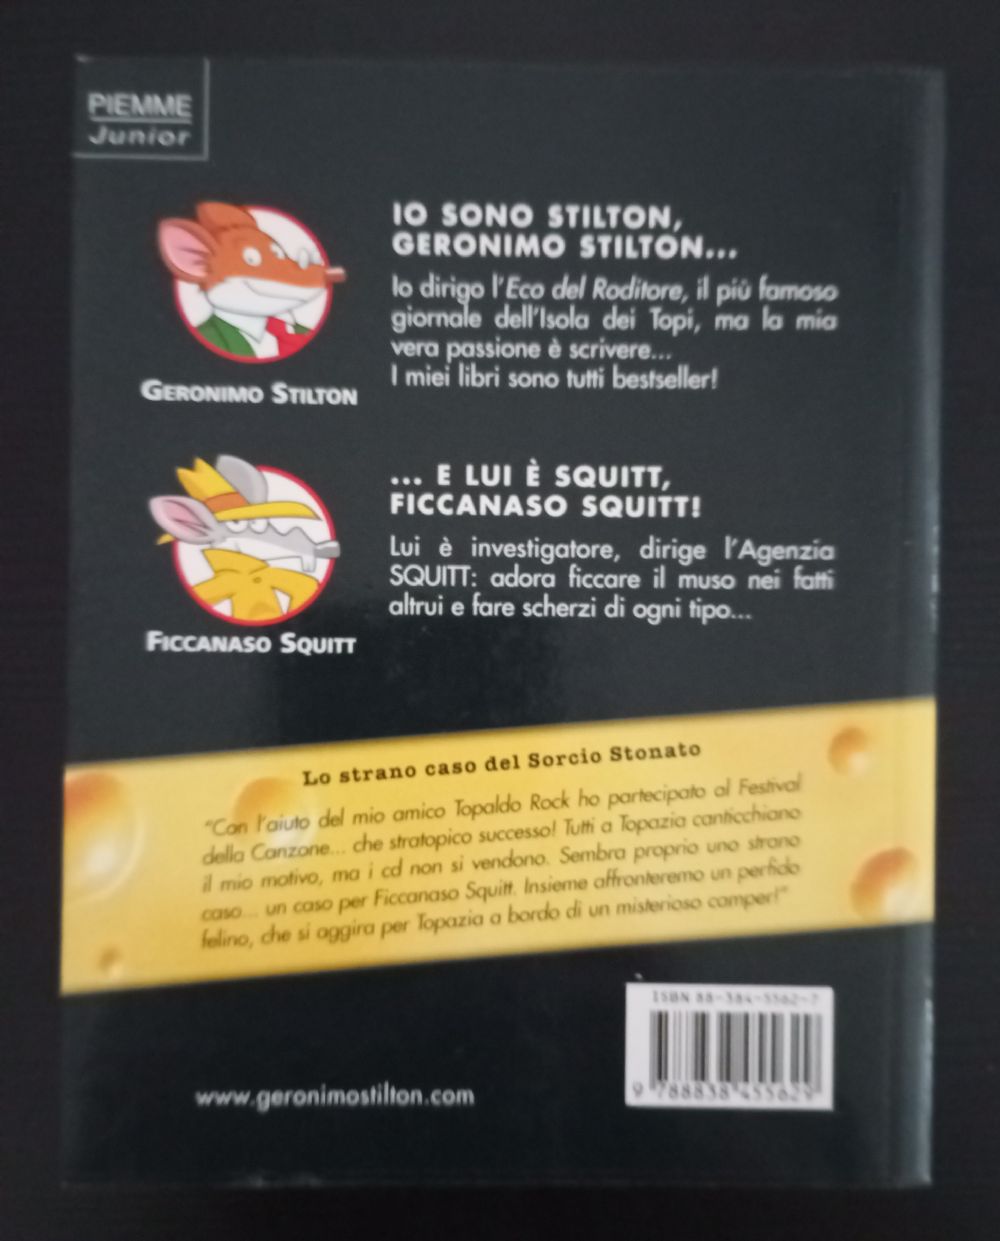 PIEMME
Junior
IO SONO STILTON,
GERONIMO STILTON...
Io dirigo l'Eco del Roditore, il più famoso
giornale dell'Isola dei Topi, ma la mia
vera passione è scrivere...
I miei libri sono tutti bestseller!
GERONIMO STILTON
... E LUI È SQUITT,
FICCANASO SQUITT!
Lui è investigatore, dirige l'Agenzia
SQUITT: adora ficcare il muso nei fatti
altrui e fare scherzi di ogni tipo...
FICCANASO SQUITT
Lo strano caso del Sorcio Stonato
"Con l'aiuto del mio amico Topaldo Rock ho partecipato al Festival
della Canzone... che stratopico successo! Tutti a Topazia canticchiano
il mio motivo, ma i cd non si vendono. Sembra proprio uno strano
caso... un caso per Ficcanaso Squitt. Insieme affronteremo un perfido
felino, che si aggira per Topazia a bordo di un misterioso camper!"
ISBN 88-384-5562-7
9 788838 455629
www.geronimostilton.com